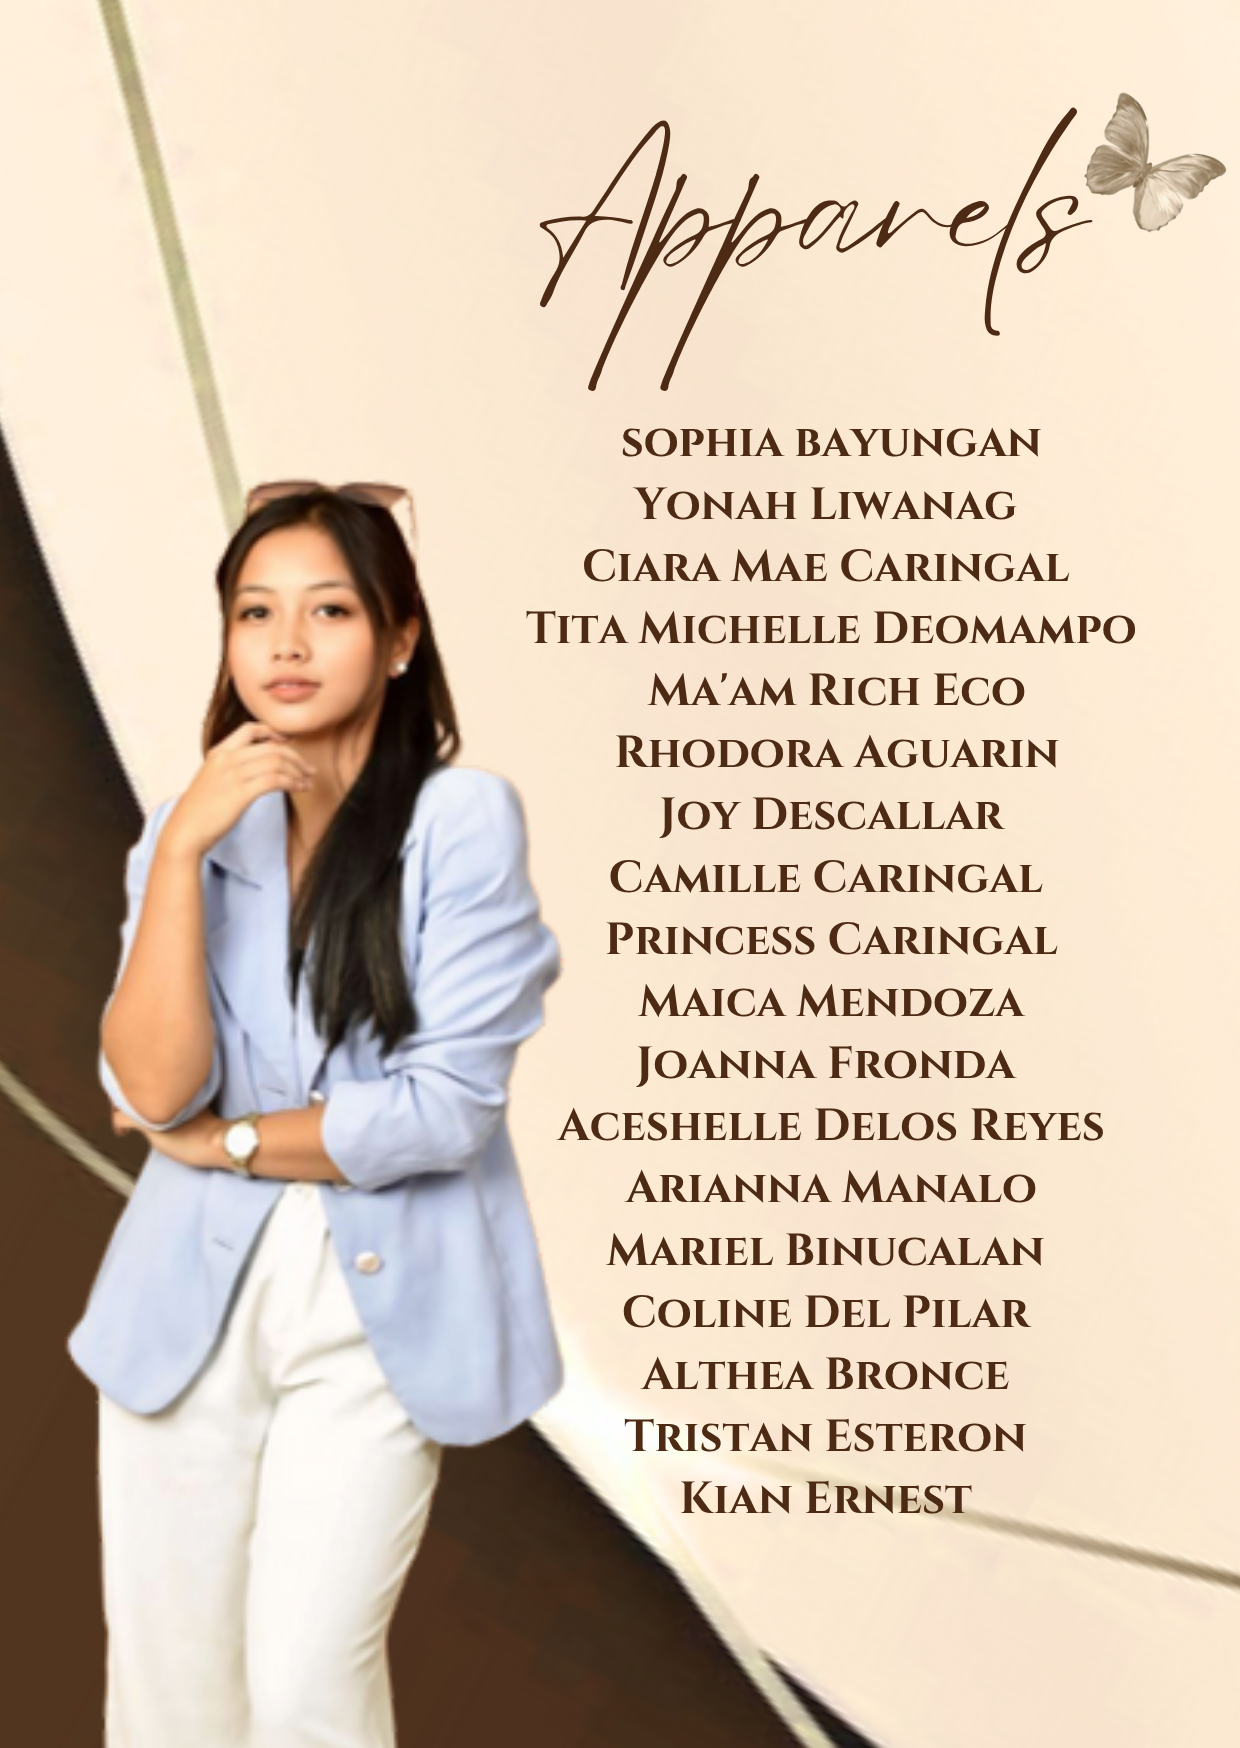 Apparels
SOPHIA BAYUNGAN
YONAH LIWANAG
CIARA MAE CARINGAL
TITA MICHELLE DEOMAMPO
MA'AM RICH ECO
RHODORA AGUARIN
JOY DESCALLAR
CAMILLE CARINGAL
PRINCESS CARINGAL
MAICA MENDOZA
JOANNA FRONDA
ACESHELLE DELOS REYES
ARIANNA MANALO
MARIEL BINUCALAN
COLINE DEL PILAR
ALTHEA BRONCE
TRISTAN ESTERON
KIAN ERNEST